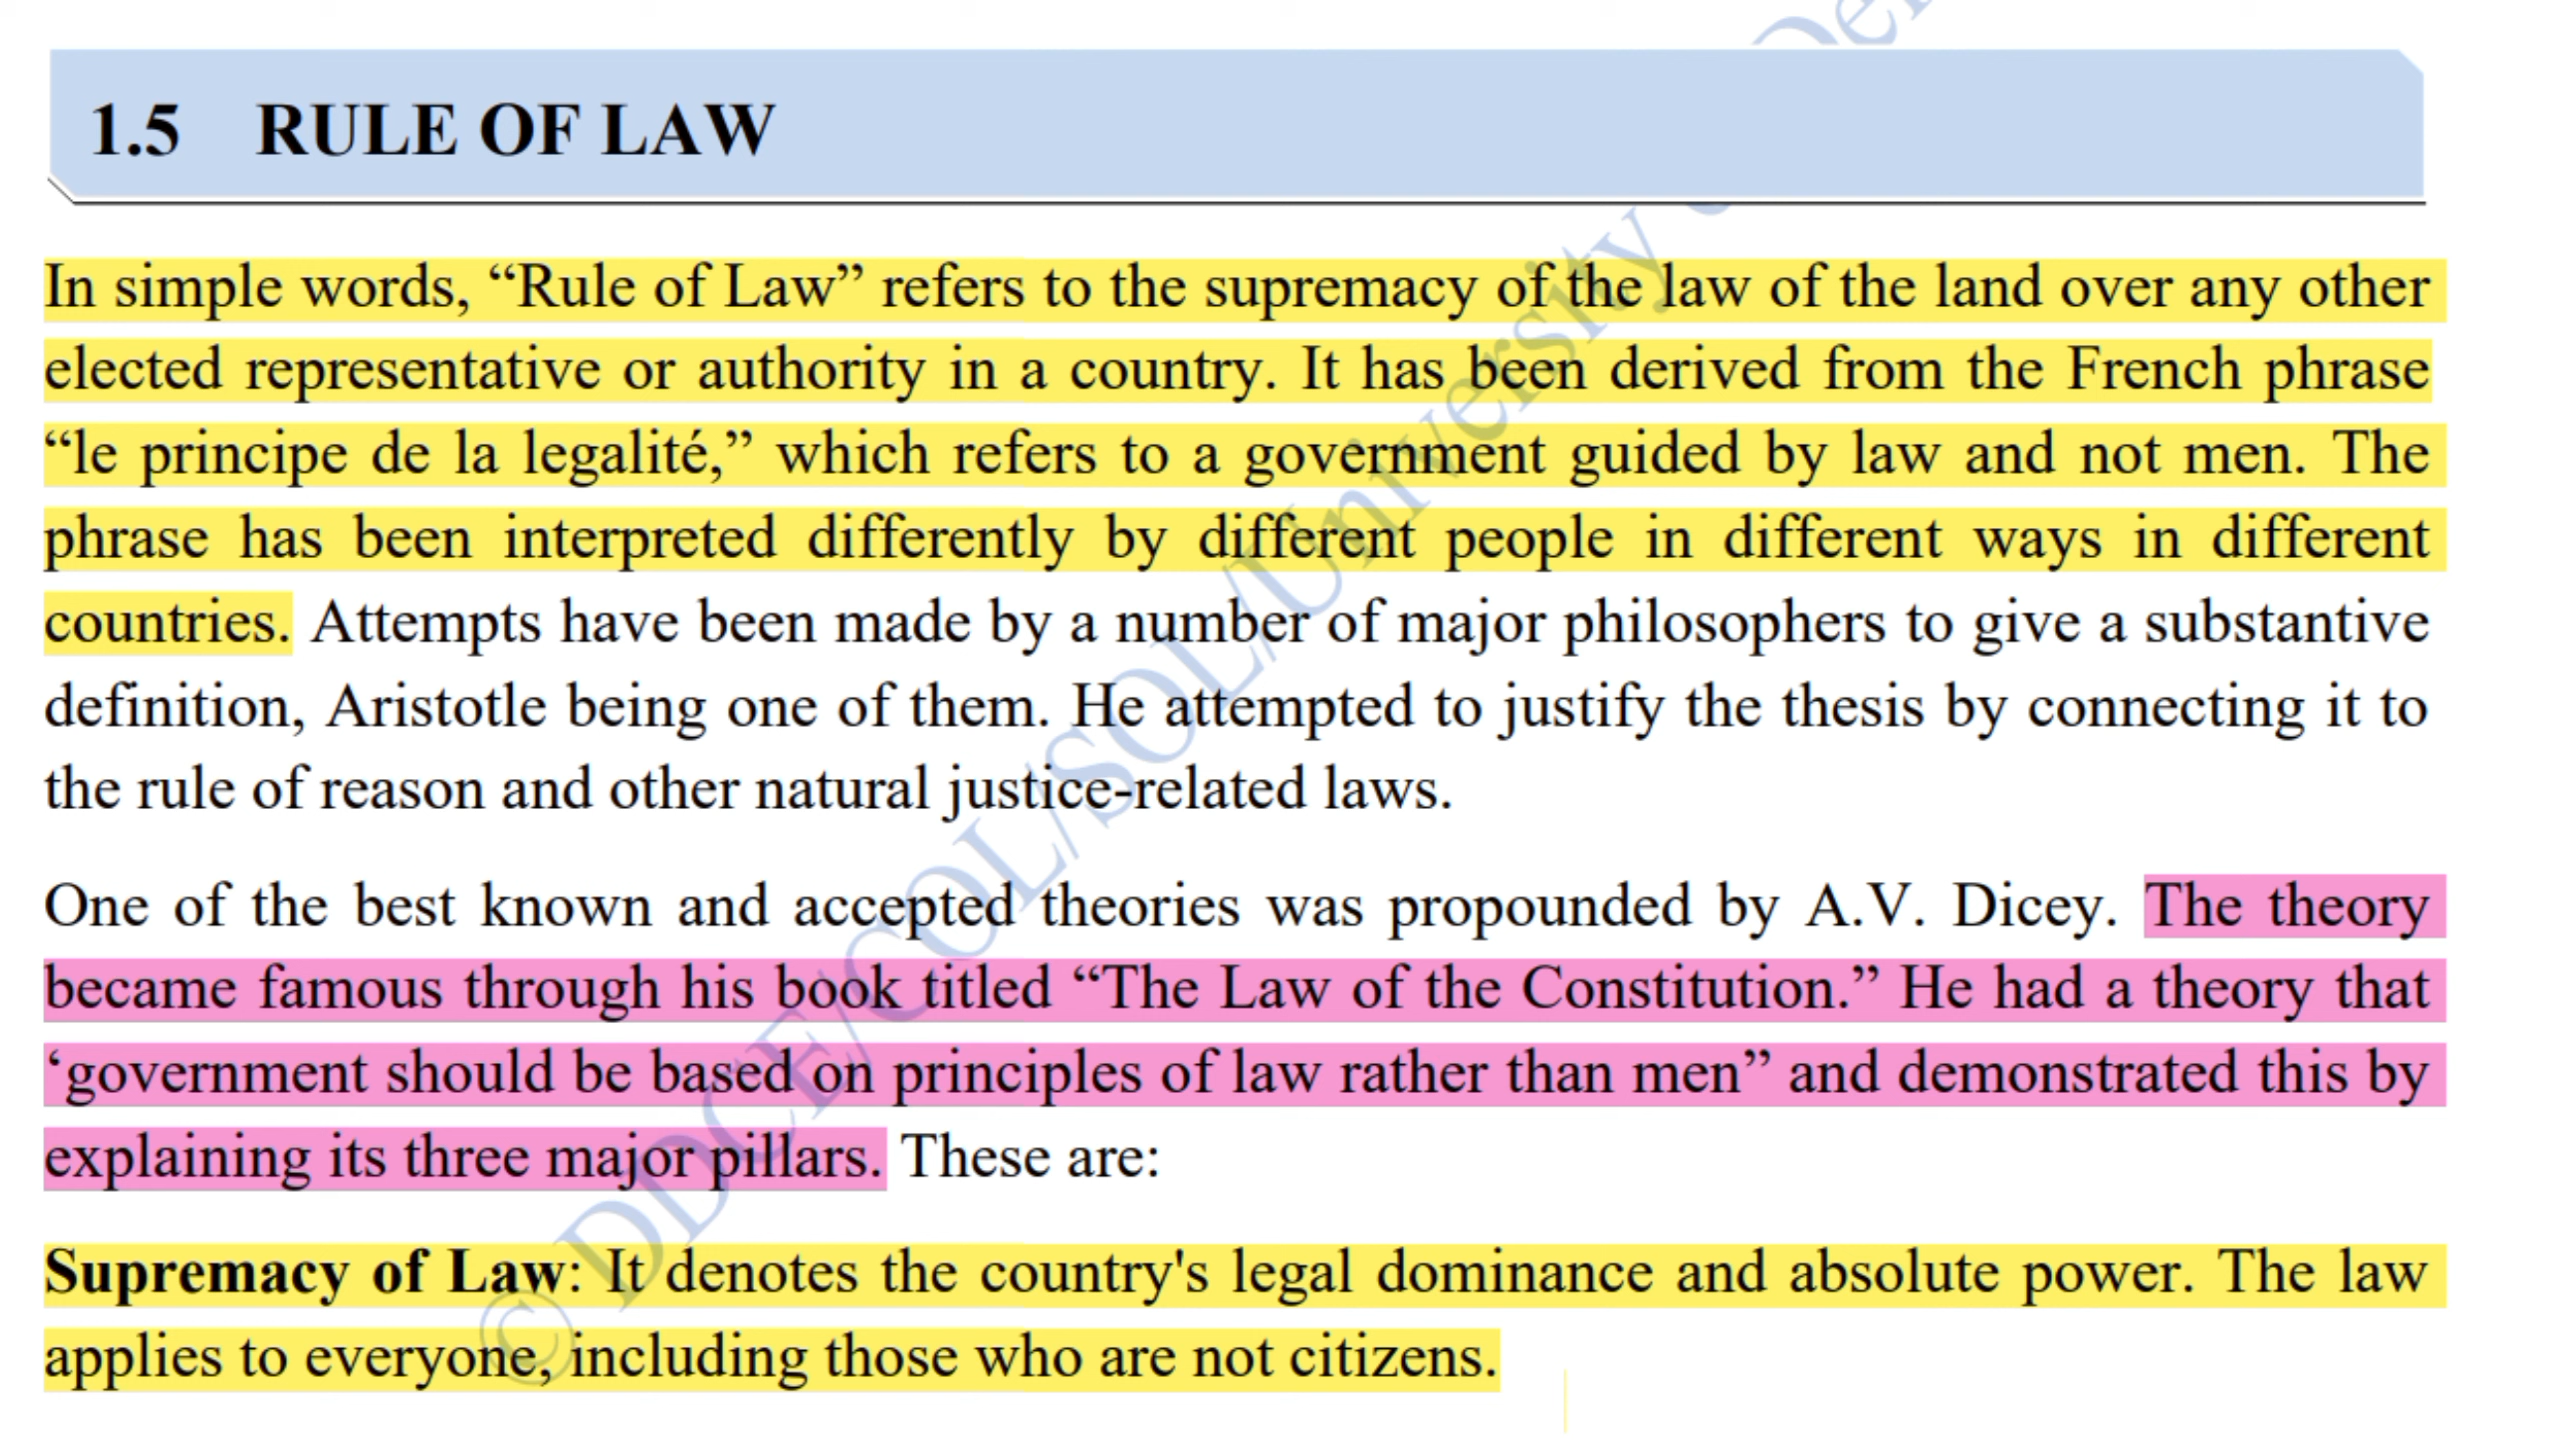 1.5 RULE OF LAW
In simple words, “Rule of Law” refers to the supremacy of the law of the land over any other
elected representative or authority in a country. It has been derived from the French phrase
“le principe de la legalité,” which refers to a government guided by law and not men. The
phrase has been interpreted differently by different people in different ways in different
countries. Attempts have been made by a number of major philosophers to give a substantive
definition, Aristotle being one of them. He attempted to justify the thesis by connecting it to
the rule of reason and other natural justice-related laws.
One of the best known and accepted theories was propounded by A.V. Dicey. The theory
became famous through his book titled “The Law of the Constitution.” He had a theory that
‘government should be based on principles of law rather than men” and demonstrated this by
explaining its three major pillars. These are:
Supremacy of Law: It denotes the country's legal dominance and absolute power. The law
applies to everyone, including those who are not citizens.
© DDCE/COL/SOL/University